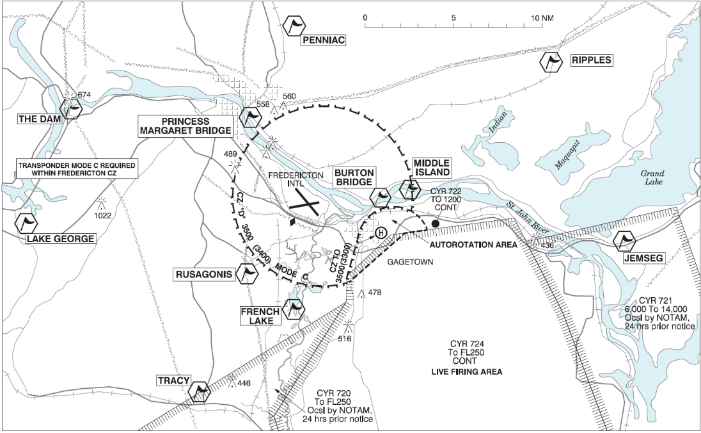 0 5 10 NM
PENNIAC
RIPPLES
674
THE DAM
558
560
PRINCESS
MARGARET BRIDGE
Indian
Maquapit
Grand
Lake
TRANSPONDER MODE C REQUIRED
WITHIN FREDERICTON CZ
489
FREDERICTON
INTL
BURTON
BRIDGE
MIDDLE
ISLAND
CYR 722
TO 1200
CONT
St. John River
1022
LAKE GEORGE
CZ "D" 3500 (3400) MODE C
CZ TO
3500(3300)
H
AUTOROTATION AREA
GAGETOWN
436
JEMSEG
RUSAGONIS
478
FRENCH
LAKE
516
CYR 721
6,000 To 14,000
Ocsl by NOTAM,
24 hrs prior notice
CYR 724
To FL250
CONT
LIVE FIRING AREA
TRACY
446
CYR 720
To FL250
Ocsl by NOTAM,
24 hrs prior notice